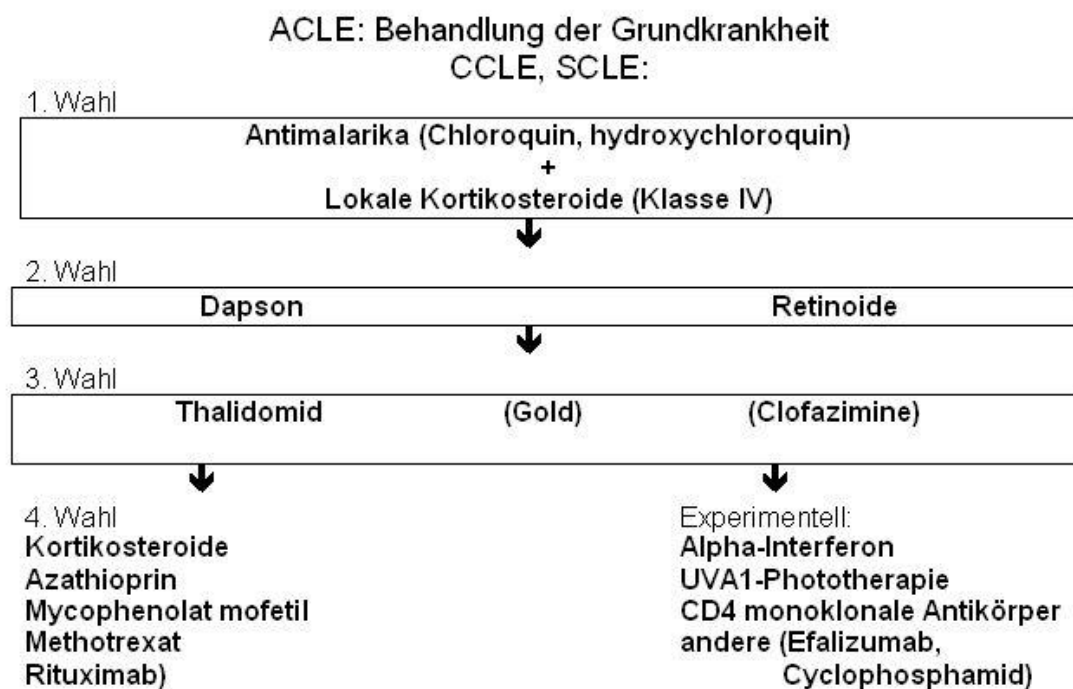 ACLE: Behandlung der Grundkrankheit
CCLE, SCLE:
1. Wahl
Antimalarika (Chloroquin, hydroxychloroquin)
+
Lokale Kortikosteroide (Klasse IV)
2. Wahl
Dapson Retinoide
3. Wahl
Thalidomid (Gold) (Clofazimine)
4. Wahl
Kortikosteroide
Azathioprin
Mycophenolat mofetil
Methotrexat
Rituximab)
Experimentell:
Alpha-Interferon
UVA1-Phototherapie
CD4 monoklonale Antikörper
andere (Efalizumab,
Cyclophosphamid)